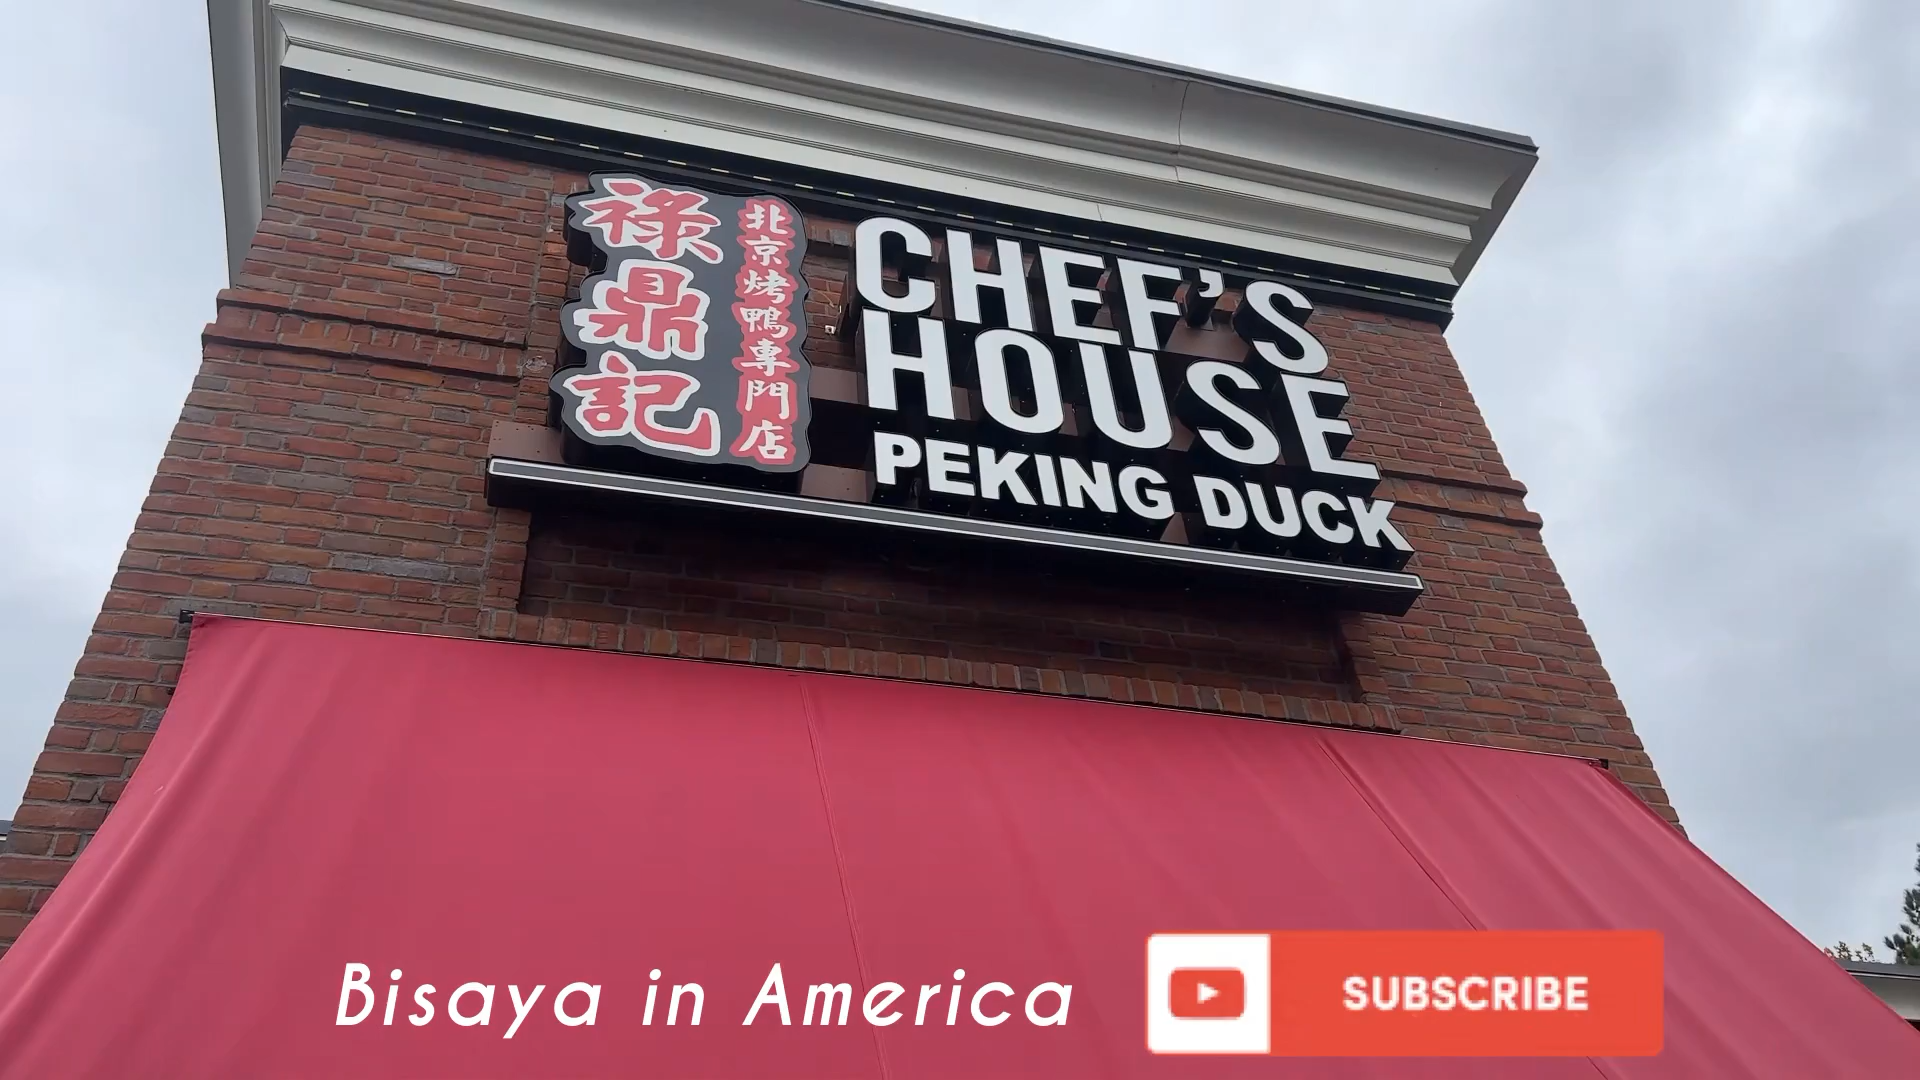 祿鼎記
北京烤鴨專門店
CHEF'S
HOUSE
PEKING DUCK
Bisaya in America
SUBSCRIBE